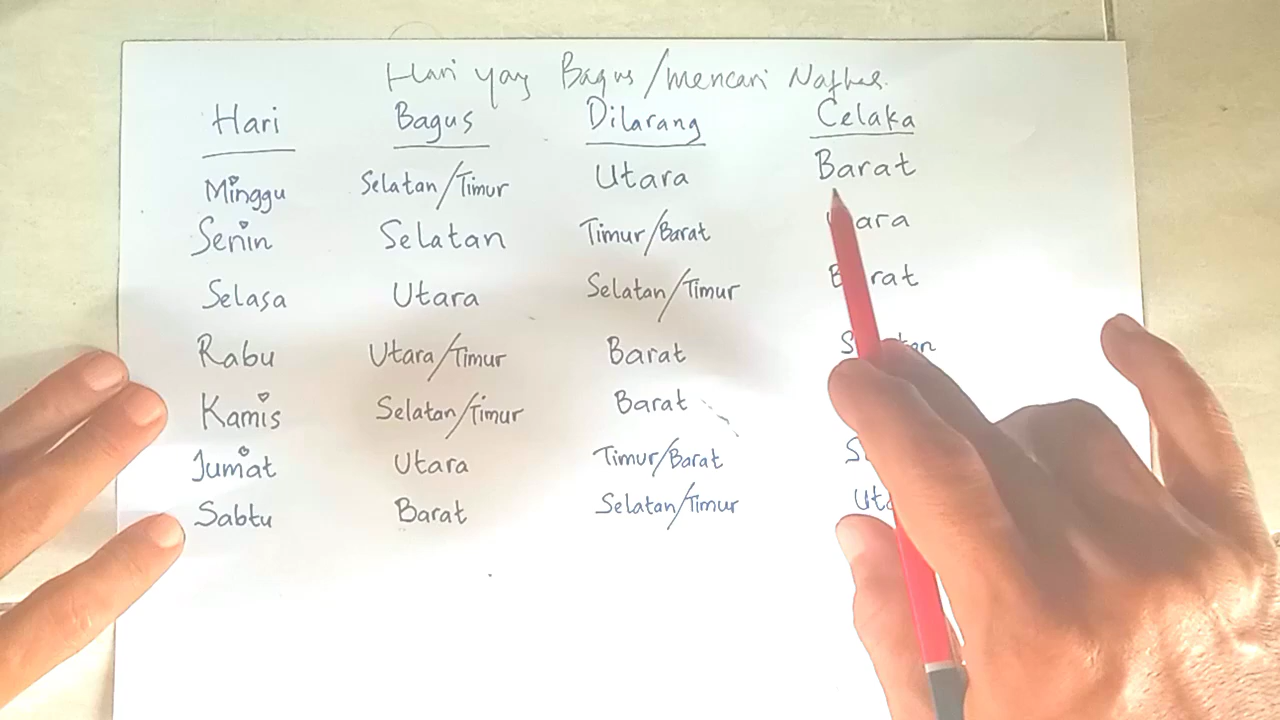 Hari yang Bagus/mencari
Hari Bagus Dilarang Celaka
Minggu Selatan/Timur Utara Barat
Senin Selatan Timur/Barat
Selasa Utara Selatan/Timur
Rabu Utara/Timur Barat
Kamis Selatan/Timur Barat
Jumat Utara Timur/Barat
Sabtu Barat Selatan/Timur